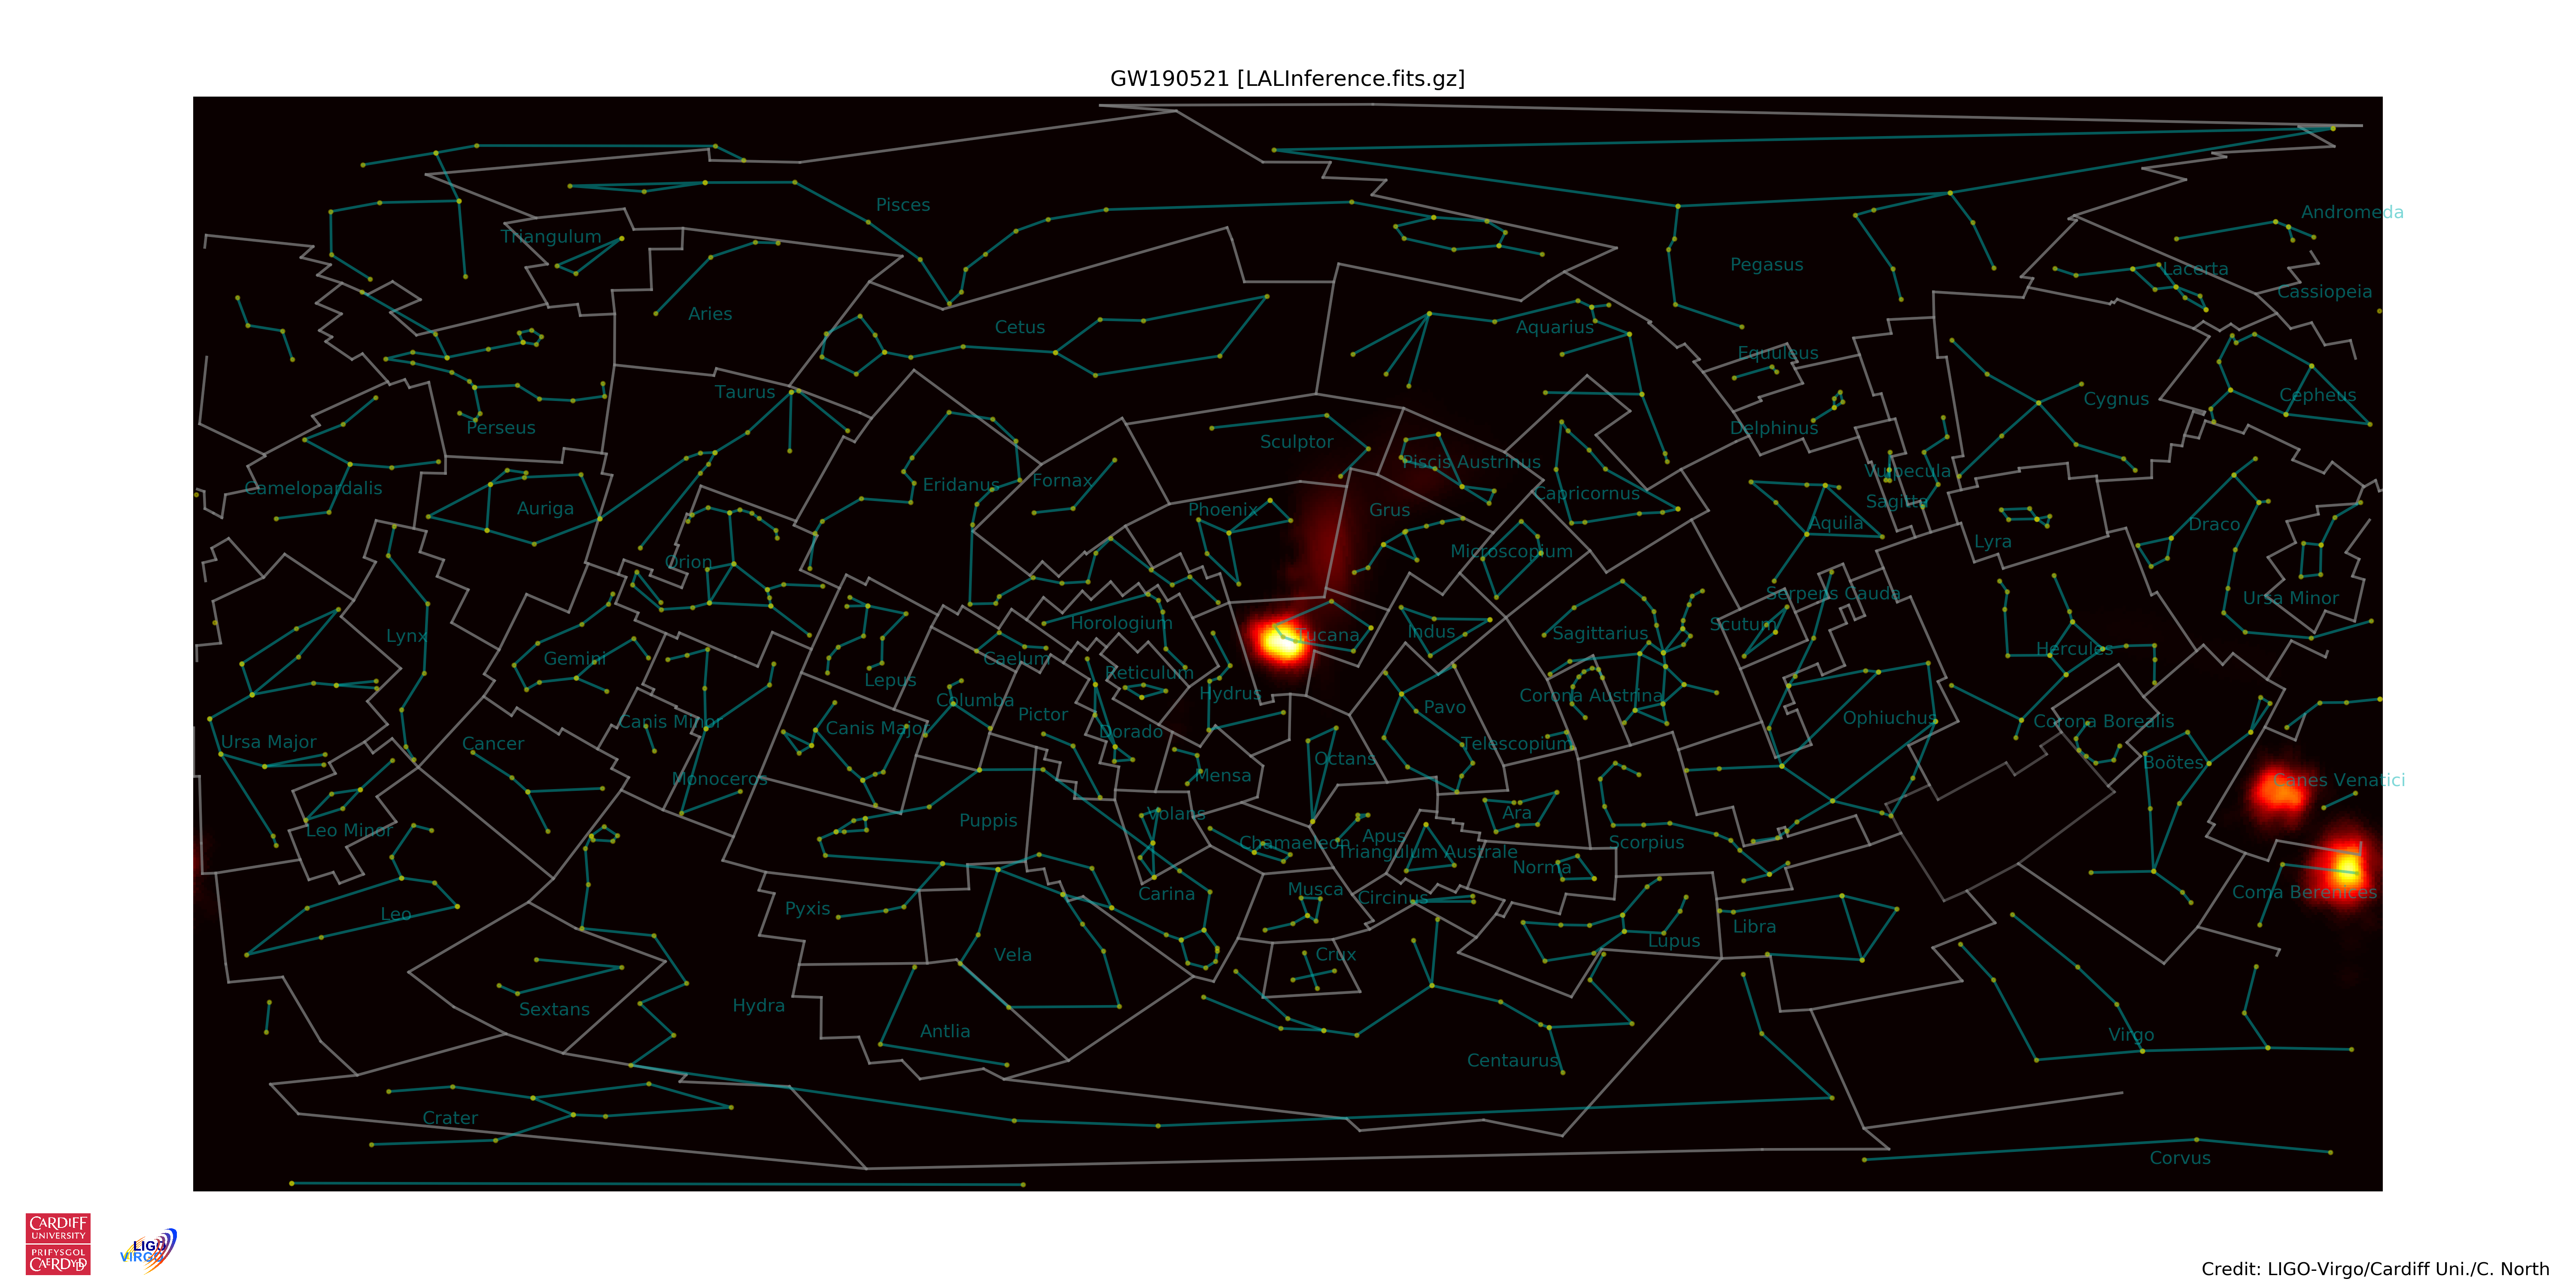 GW190521 [LALInference.fits.gz]
Pisces
Andromeda
Triangulum
Pegasus
Lacerta
Cassiopeia
Aries
Cetus
Aquarius
Equuleus
Taurus
Cygnus
Cepheus
Perseus
Sculptor
Delphinus
Piscis Austrinus
Vulpecula
Camelopardalis
Eridanus
Fornax
Capricornus
Sagitta
Auriga
Phoenix
Grus
Aquila
Draco
Orion
Microscopium
Lyra
Serpens Cauda
Ursa Minor
Lynx
Horologium
Tucana
Indus
Sagittarius
Scutum
Hercules
Gemini
Caelum
Reticulum
Lepus
Hydrus
Corona Austrina
Columba
Pictor
Pavo
Ophiuchus
Corona Borealis
Canis Minor
Canis Major
Dorado
Ursa Major
Cancer
Telescopium
Octans
Boötes
Monoceros
Mensa
Canes Venatici
Puppis
Volans
Ara
Leo Minor
Chamaeleon
Apus
Triangulum Australe
Scorpius
Norma
Musca
Carina
Circinus
Coma Berenices
Leo
Pyxis
Libra
Lupus
Vela
Crux
Sextans
Hydra
Antlia
Centaurus
Virgo
Crater
Corvus
CARDIFF
UNIVERSITY
PRIFYSGOL
CAERDYDD
LIGO
VIRGO
Credit: LIGO-Virgo/Cardiff Uni./C. North